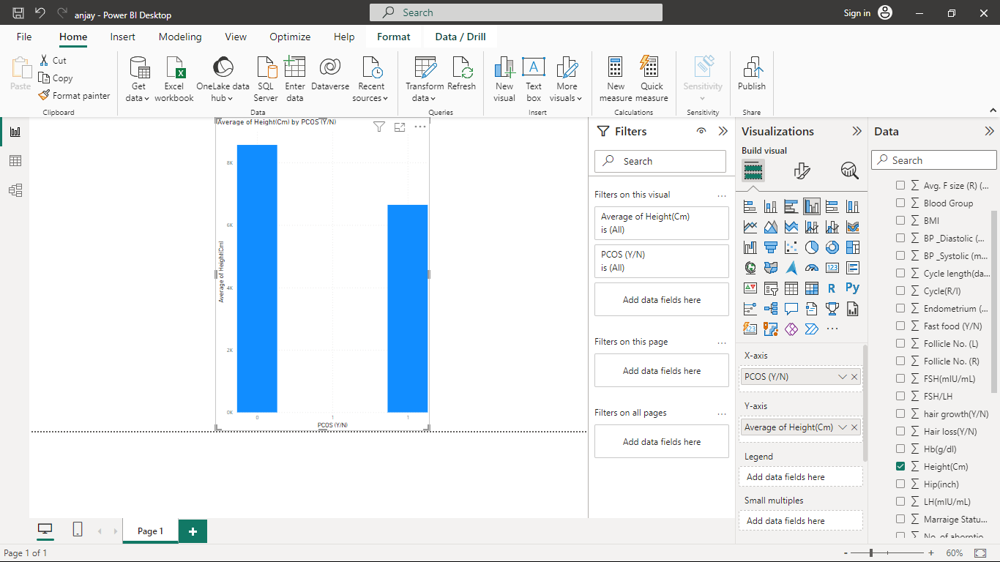 anjay - Power BI Desktop
Search
Sign in
File
Home
Insert
Modeling
View
Optimize
Help
Format
Data / Drill
Paste
Cut
Copy
Format painter
Clipboard
Get
data
Excel
workbook
OneLake data
hub
SQL
Server
Enter
data
Dataverse
Recent
sources
Data
Transform
data
Refresh
Queries
New
visual
Text
box
More
visuals
Insert
New
measure
Quick
measure
Calculations
Sensitivity
Sensitivity
Publish
Share
Average of Height(Cm) by PCOS (Y/N)
8K
6K
4K
2K
0K
Average of Height(Cm)
0
1
1
PCOS (Y/N)
Filters
Search
Filters on this visual
Average of Height(Cm)
is (All)
PCOS (Y/N)
is (All)
Add data fields here
Filters on this page
Add data fields here
Filters on all pages
Add data fields here
Visualizations
Build visual
123
R
Py
123
X-axis
PCOS (Y/N)
Y-axis
Average of Height(Cm)
Legend
Add data fields here
Small multiples
Add data fields here
Data
Search
Avg. F size (R) (...
Blood Group
BMI
BP _Diastolic (...
BP _Systolic (m...
Cycle length(da...
Cycle(R/I)
Endometrium (...
Fast food (Y/N)
Follicle No. (L)
Follicle No. (R)
FSH(mIU/mL)
FSH/LH
hair growth(Y/N)
Hair loss(Y/N)
Hb(g/dl)
Height(Cm)
Hip(inch)
LH(mIU/mL)
Marraige Statu...
No. of abortio...
Page 1
Page 1 of 1
60%